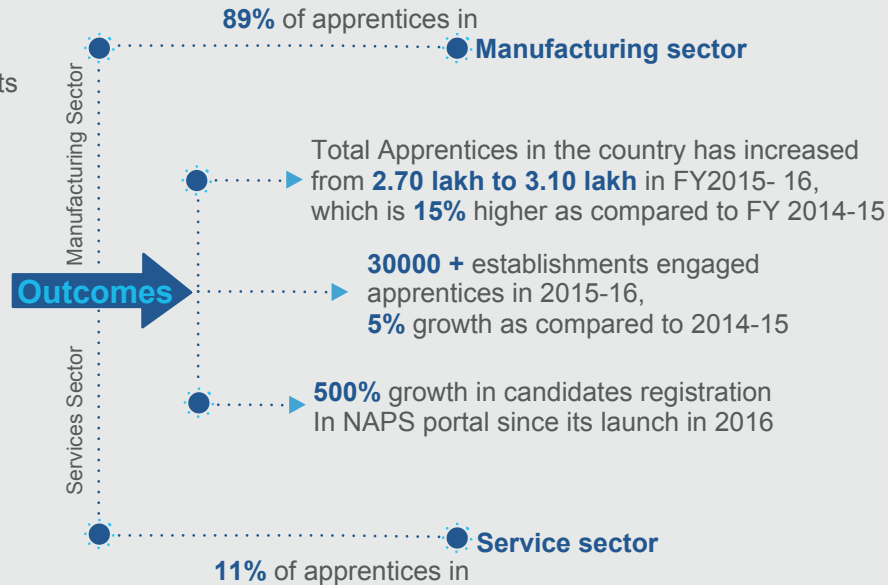 89% of apprentices in
Manufacturing sector
ts
Manufacturing Sector
Total Apprentices in the country has increased
from 2.70 lakh to 3.10 lakh in FY2015- 16,
which is 15% higher as compared to FY 2014-15
Outcomes
30000 + establishments engaged
apprentices in 2015-16,
5% growth as compared to 2014-15
Services Sector
500% growth in candidates registration
In NAPS portal since its launch in 2016
Service sector
11% of apprentices in